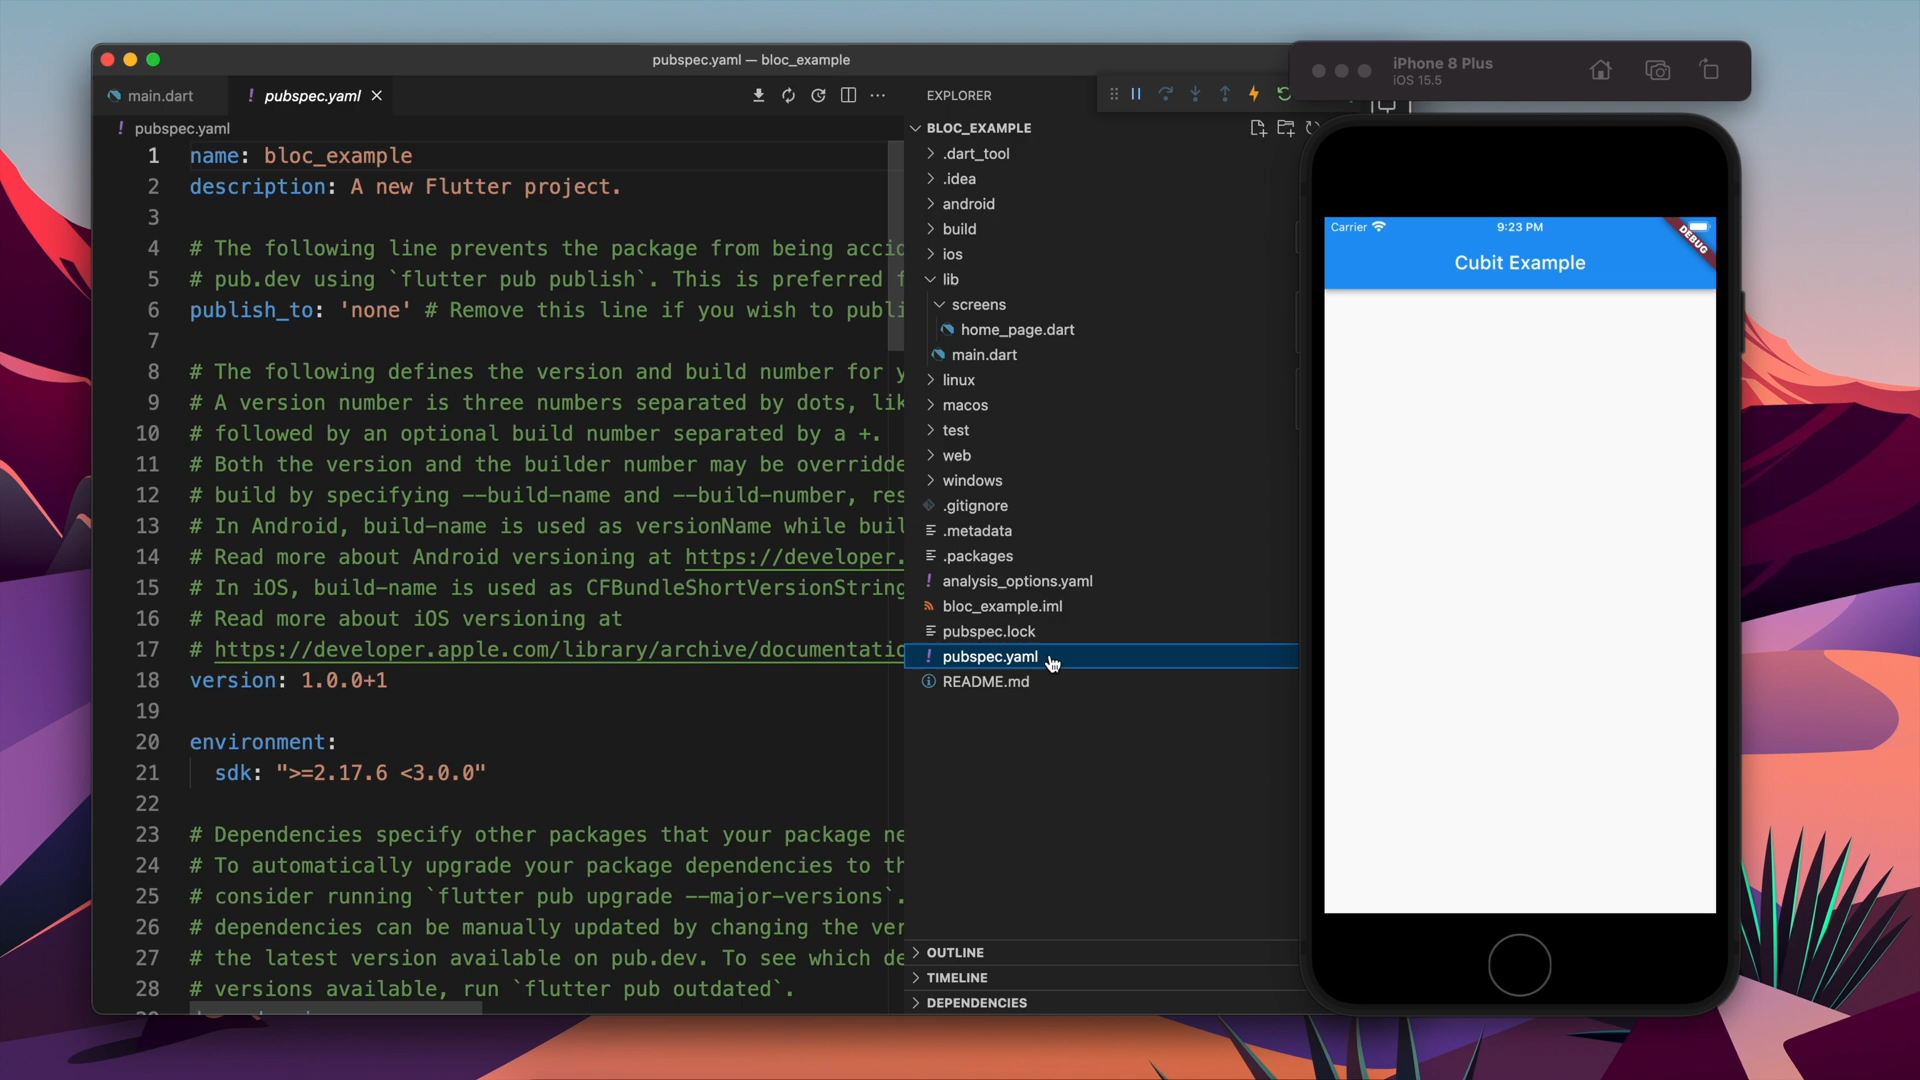 pubspec.yaml — bloc_example
main.dart
! pubspec.yaml
! pubspec.yaml
1 name: bloc_example
2 description: A new Flutter project.
3
4 # The following line prevents the package from being accid
5 # pub.dev using `flutter pub publish`. This is preferred f
6 publish_to: 'none' # Remove this line if you wish to publi
7
8 # The following defines the version and build number for y
9 # A version number is three numbers separated by dots, lik
10 # followed by an optional build number separated by a +.
11 # Both the version and the builder number may be overridde
12 # build by specifying --build-name and --build-number, res
13 # In Android, build-name is used as versionName while buil
14 # Read more about Android versioning at https://developer.
15 # In iOS, build-name is used as CFBundleShortVersionString
16 # Read more about iOS versioning at
17 # https://developer.apple.com/library/archive/documentatio
18 version: 1.0.0+1
19
20 environment:
21 sdk: ">=2.17.6 <3.0.0"
22
23 # Dependencies specify other packages that your package ne
24 # To automatically upgrade your package dependencies to th
25 # consider running `flutter pub upgrade --major-versions`.
26 # dependencies can be manually updated by changing the ver
27 # the latest version available on pub.dev. To see which de
28 # versions available, run `flutter pub outdated`.
EXPLORER
BLOC_EXAMPLE
.dart_tool
.idea
android
build
ios
lib
screens
home_page.dart
main.dart
linux
macos
test
web
windows
.gitignore
.metadata
.packages
! analysis_options.yaml
bloc_example.iml
pubspec.lock
! pubspec.yaml
README.md
OUTLINE
TIMELINE
DEPENDENCIES
iPhone 8 Plus
iOS 15.5
Carrier
9:23 PM
DEBUG
Cubit Example